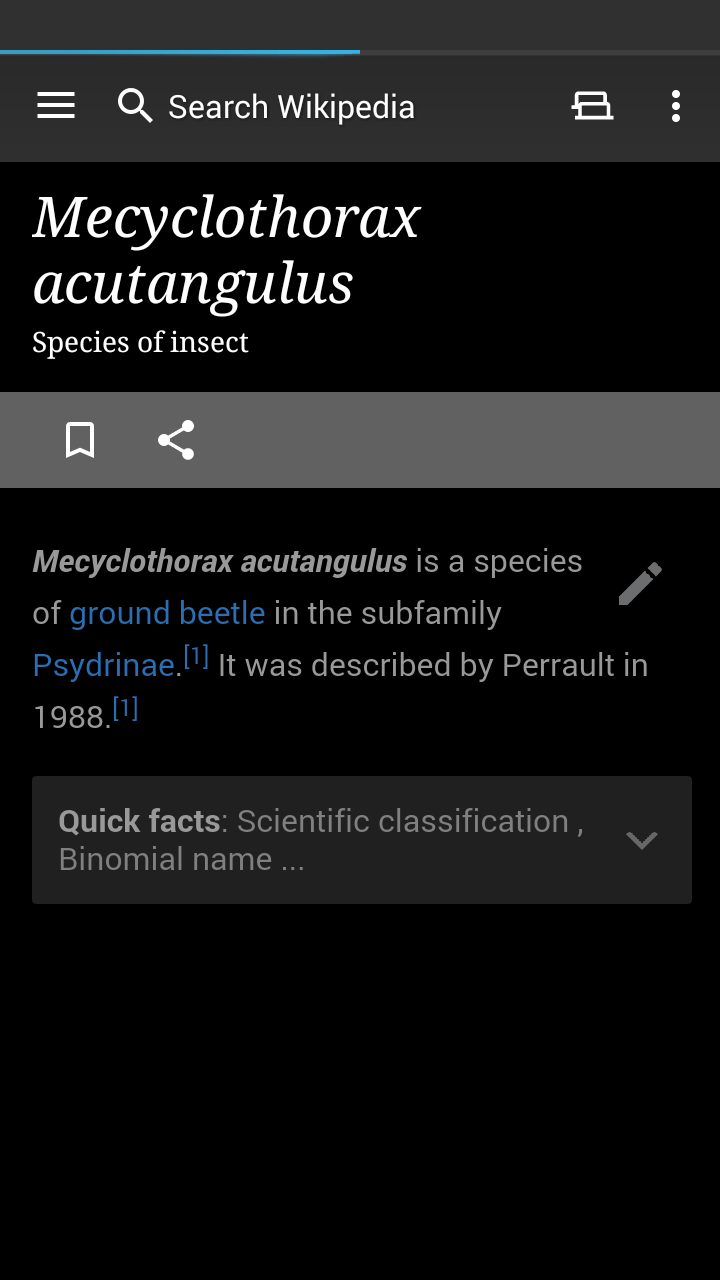 Search Wikipedia
Mecyclothorax
acutangulus
Species of insect
Mecyclothorax acutangulus is a species
of ground beetle in the subfamily
Psydrinae.[1] It was described by Perrault in
1988.[1]
Quick facts: Scientific classification ,
Binomial name ...